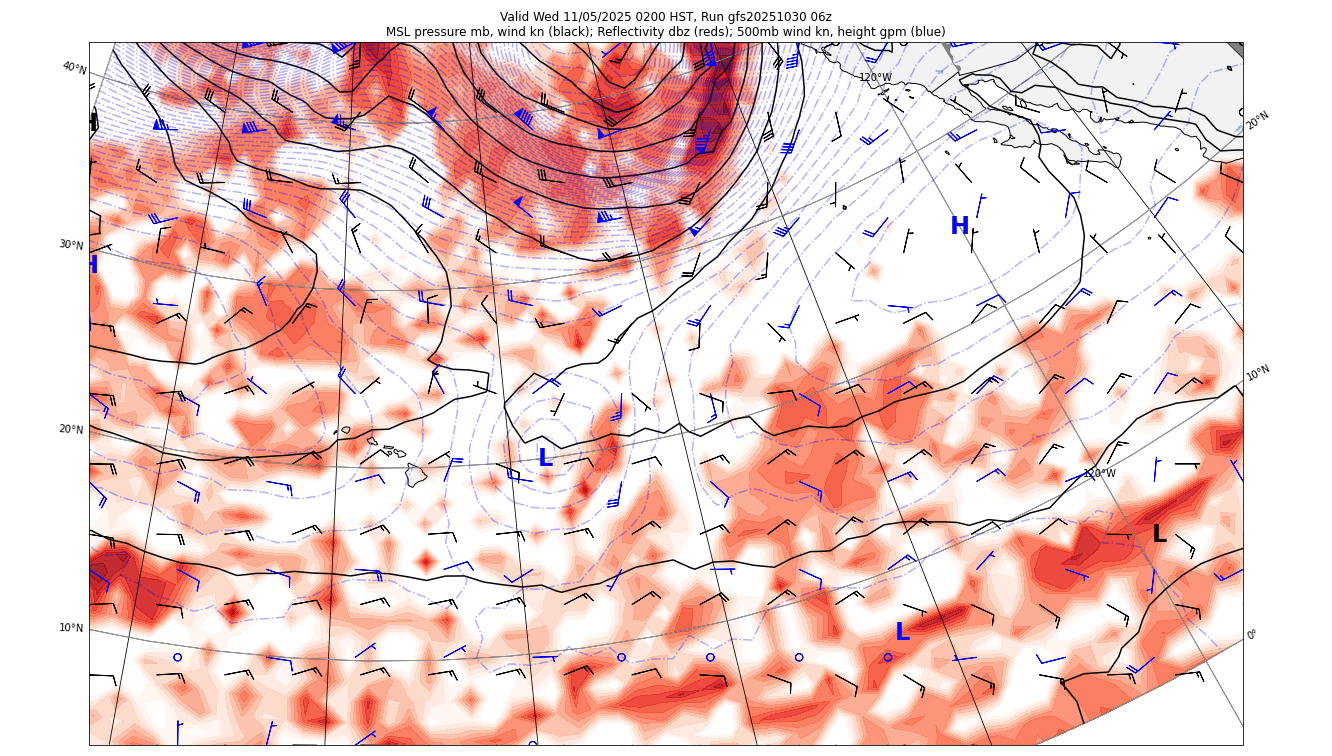 Valid Wed 11/05/2025 0200 HST, Run gfs20251030 06z
MSL pressure mb, wind kn (black); Reflectivity dbz (reds); 500mb wind kn, height gpm (blue)
40°N
120°W
20°N
H
H
30°N
H
10°N
20°N
L
120°W
L
10°N
L
0°